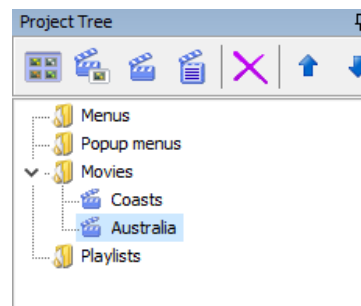 Project Tree
Menus
Popup menus
Movies
Coasts
Australia
Playlists